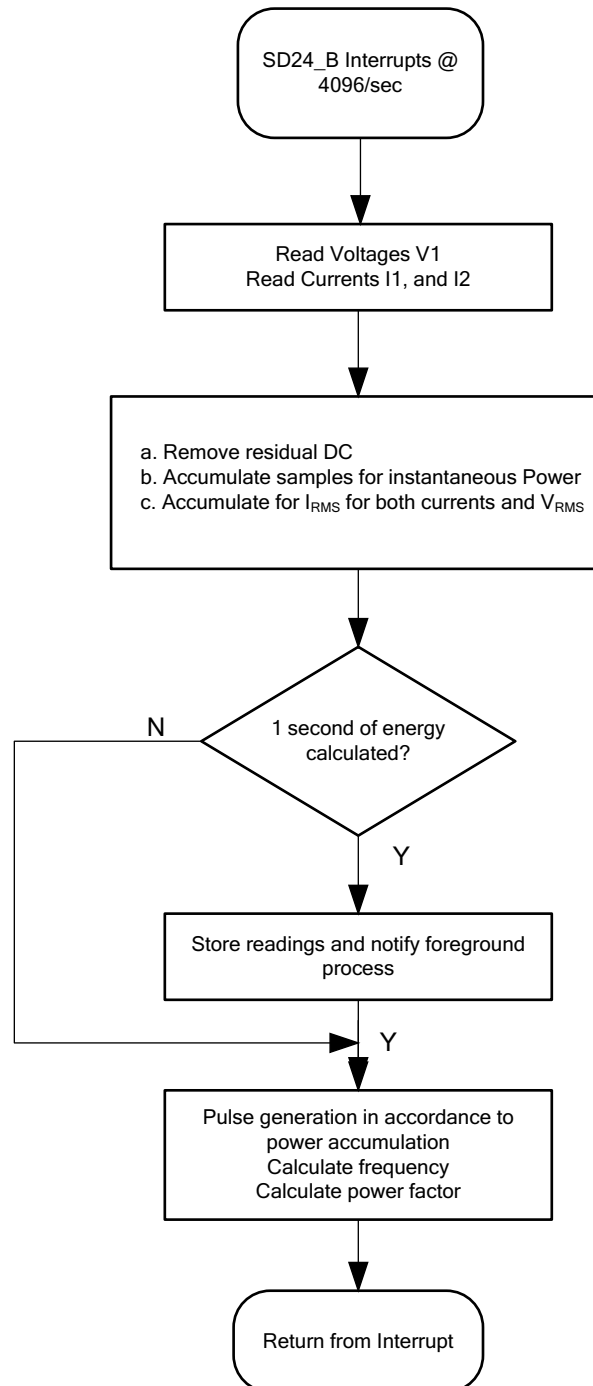 SD24_B Interrupts @
4096/sec
Read Voltages V1
Read Currents I1, and I2
a. Remove residual DC
b. Accumulate samples for instantaneous Power
c. Accumulate for IRMS for both currents and VRMS
N
1 second of energy
calculated?
Y
Store readings and notify foreground
process
Y
Pulse generation in accordance to
power accumulation
Calculate frequency
Calculate power factor
Return from Interrupt